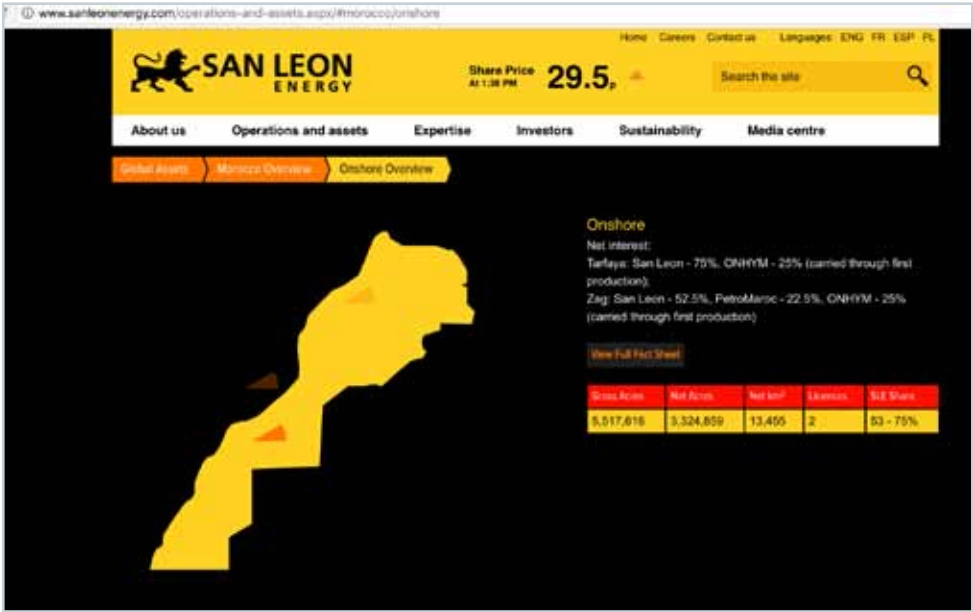 www.sanleonenergy.com/operations-and-assets.aspx/#morocco/onshore
Home Careers Contact us Languages ENG FR ESP PL
SAN LEON
ENERGY
Share Price
At 1:38 PM
29.5p
Search the site
About us Operations and assets Expertise Investors Sustainability Media centre
Global Assets Morocco Overview Onshore Overview
Onshore
Net interest:
Tarfaya: San Leon - 75%, ONHYM - 25% (carried through first
production);
Zag: San Leon - 52.5%, PetroMaroc - 22.5%, ONHYM - 25%
(carried through first production)
View Full Fact Sheet
Gross Acres Net Acres Net km² Licences SLE Share
5,517,616 3,324,859 13,455 2 53 - 75%